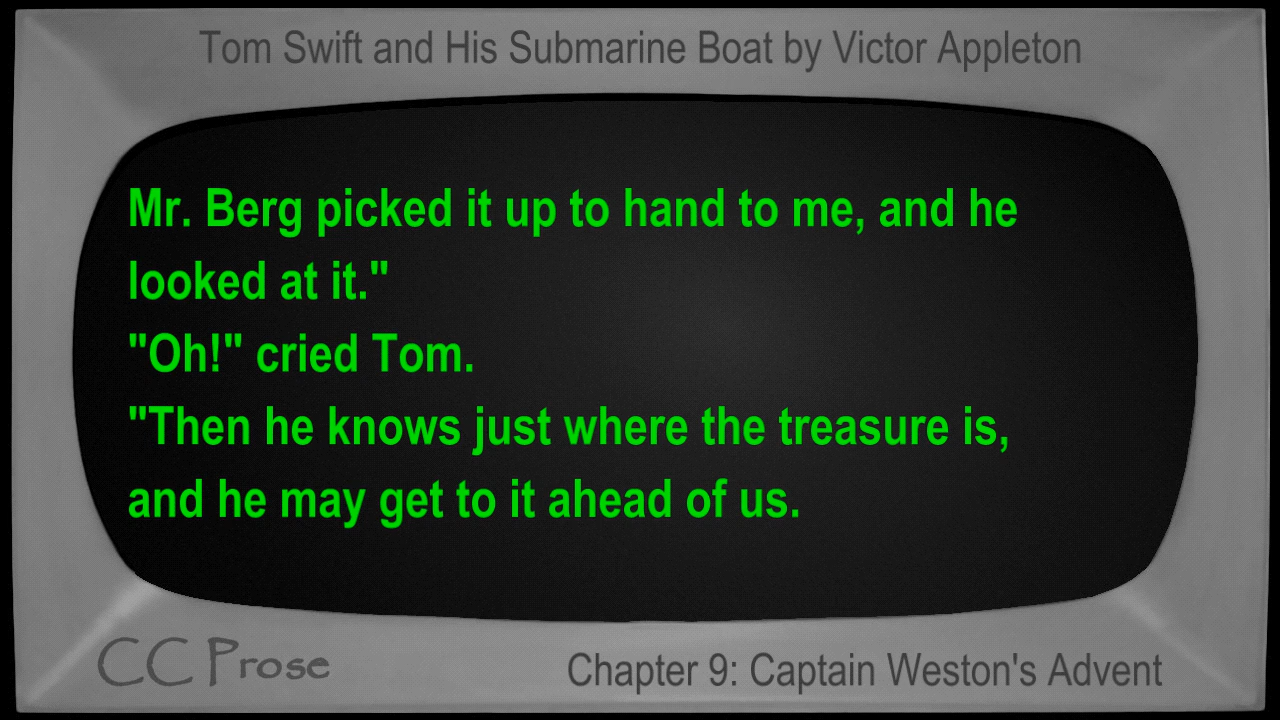 Tom Swift and His Submarine Boat by Victor Appleton
Mr. Berg picked it up to hand to me, and he
looked at it."
"Oh!" cried Tom.
"Then he knows just where the treasure is,
and he may get to it ahead of us.
CC Prose
Chapter 9: Captain Weston's Advent